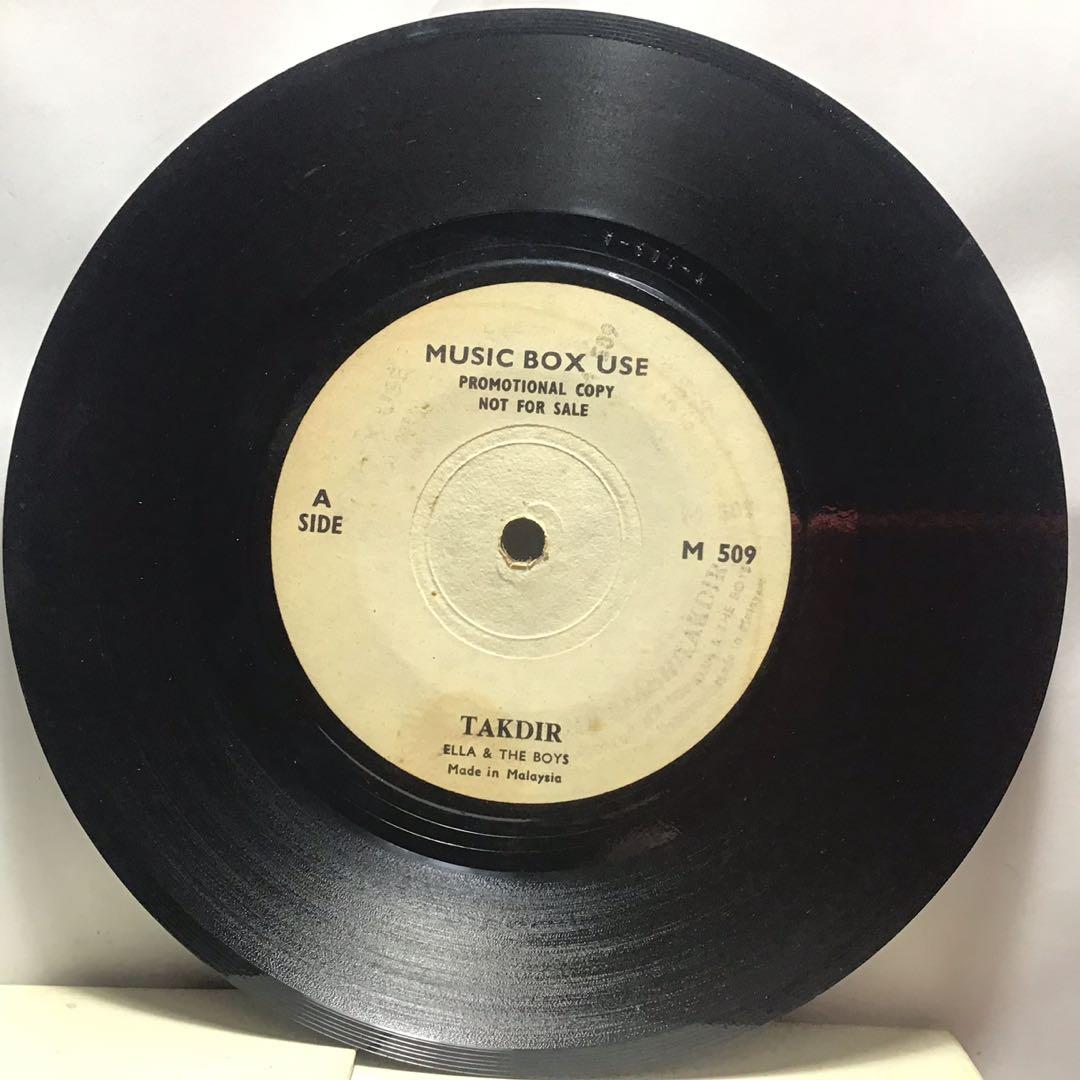 MUSIC BOX USE
PROMOTIONAL COPY
NOT FOR SALE
A
SIDE
M 509
TAKDIR
ELLA & THE BOYS
Made in Malaysia